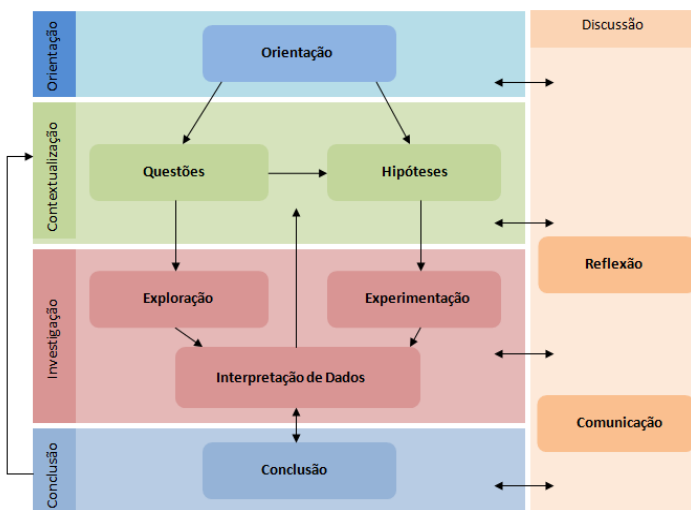 Orientação
Orientação
Discussão
Contextualização
Questões
Hipóteses
Reflexão
Investigação
Exploração
Experimentação
Interpretação de Dados
Comunicação
Conclusão
Conclusão